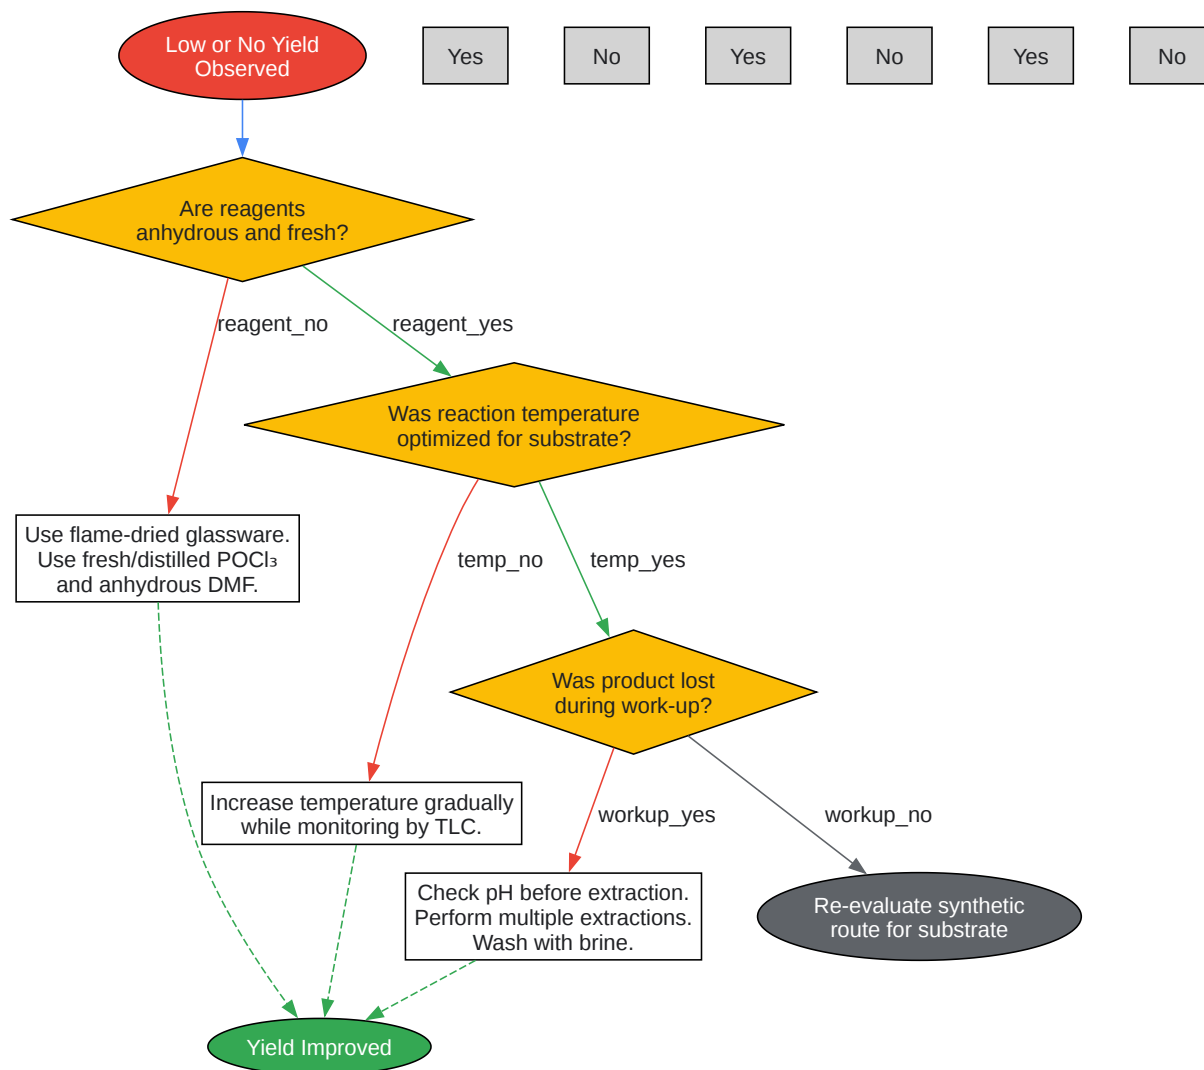 Low or No Yield
Observed
Yes
No
Yes
No
Yes
No
Are reagents
anhydrous and fresh?
reagent_no
reagent_yes
Was reaction temperature
optimized for substrate?
Use flame-dried glassware.
Use fresh/distilled POCl₃
and anhydrous DMF.
temp_no
temp_yes
Was product lost
during work-up?
Increase temperature gradually
while monitoring by TLC.
workup_yes
workup_no
Check pH before extraction.
Perform multiple extractions.
Wash with brine.
Re-evaluate synthetic
route for substrate
Yield Improved